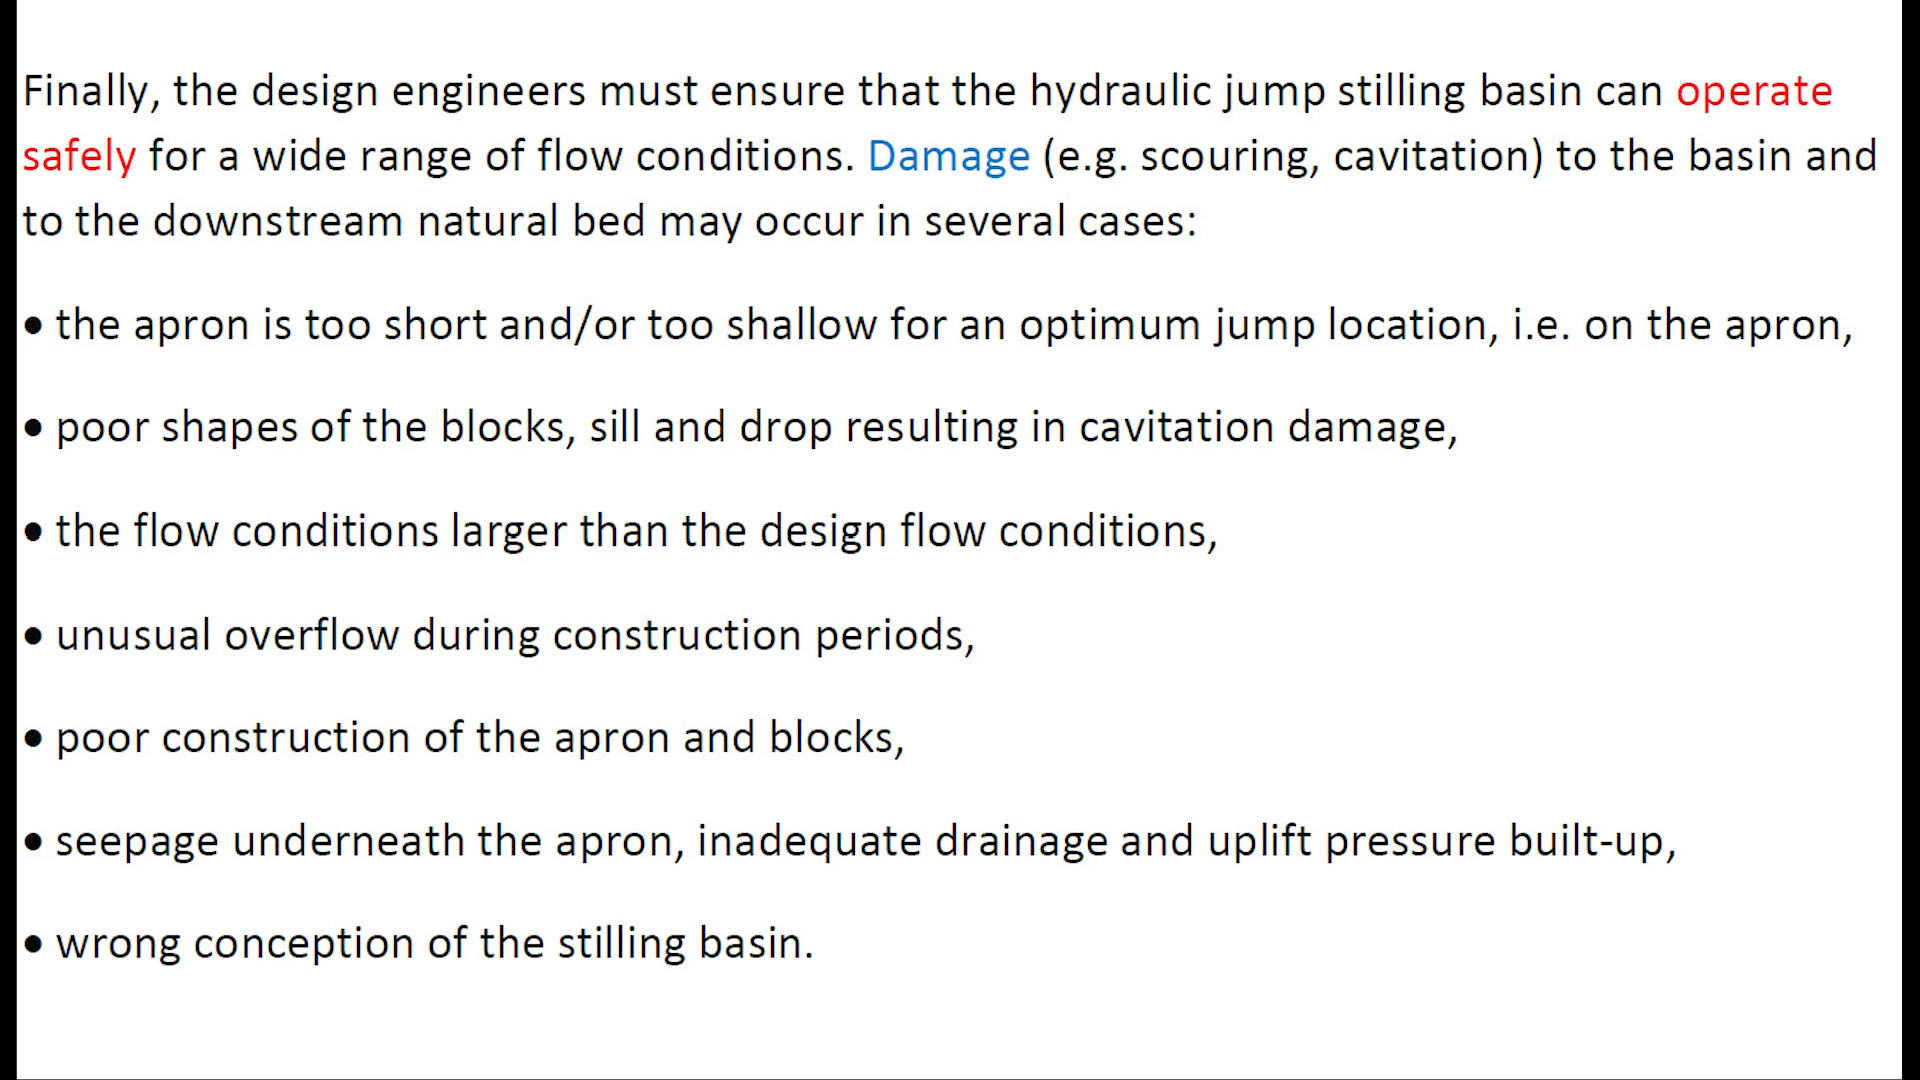 Finally, the design engineers must ensure that the hydraulic jump stilling basin can operate
safely for a wide range of flow conditions. Damage (e.g. scouring, cavitation) to the basin and
to the downstream natural bed may occur in several cases:
• the apron is too short and/or too shallow for an optimum jump location, i.e. on the apron,
• poor shapes of the blocks, sill and drop resulting in cavitation damage,
• the flow conditions larger than the design flow conditions,
• unusual overflow during construction periods,
• poor construction of the apron and blocks,
• seepage underneath the apron, inadequate drainage and uplift pressure built-up,
• wrong conception of the stilling basin.